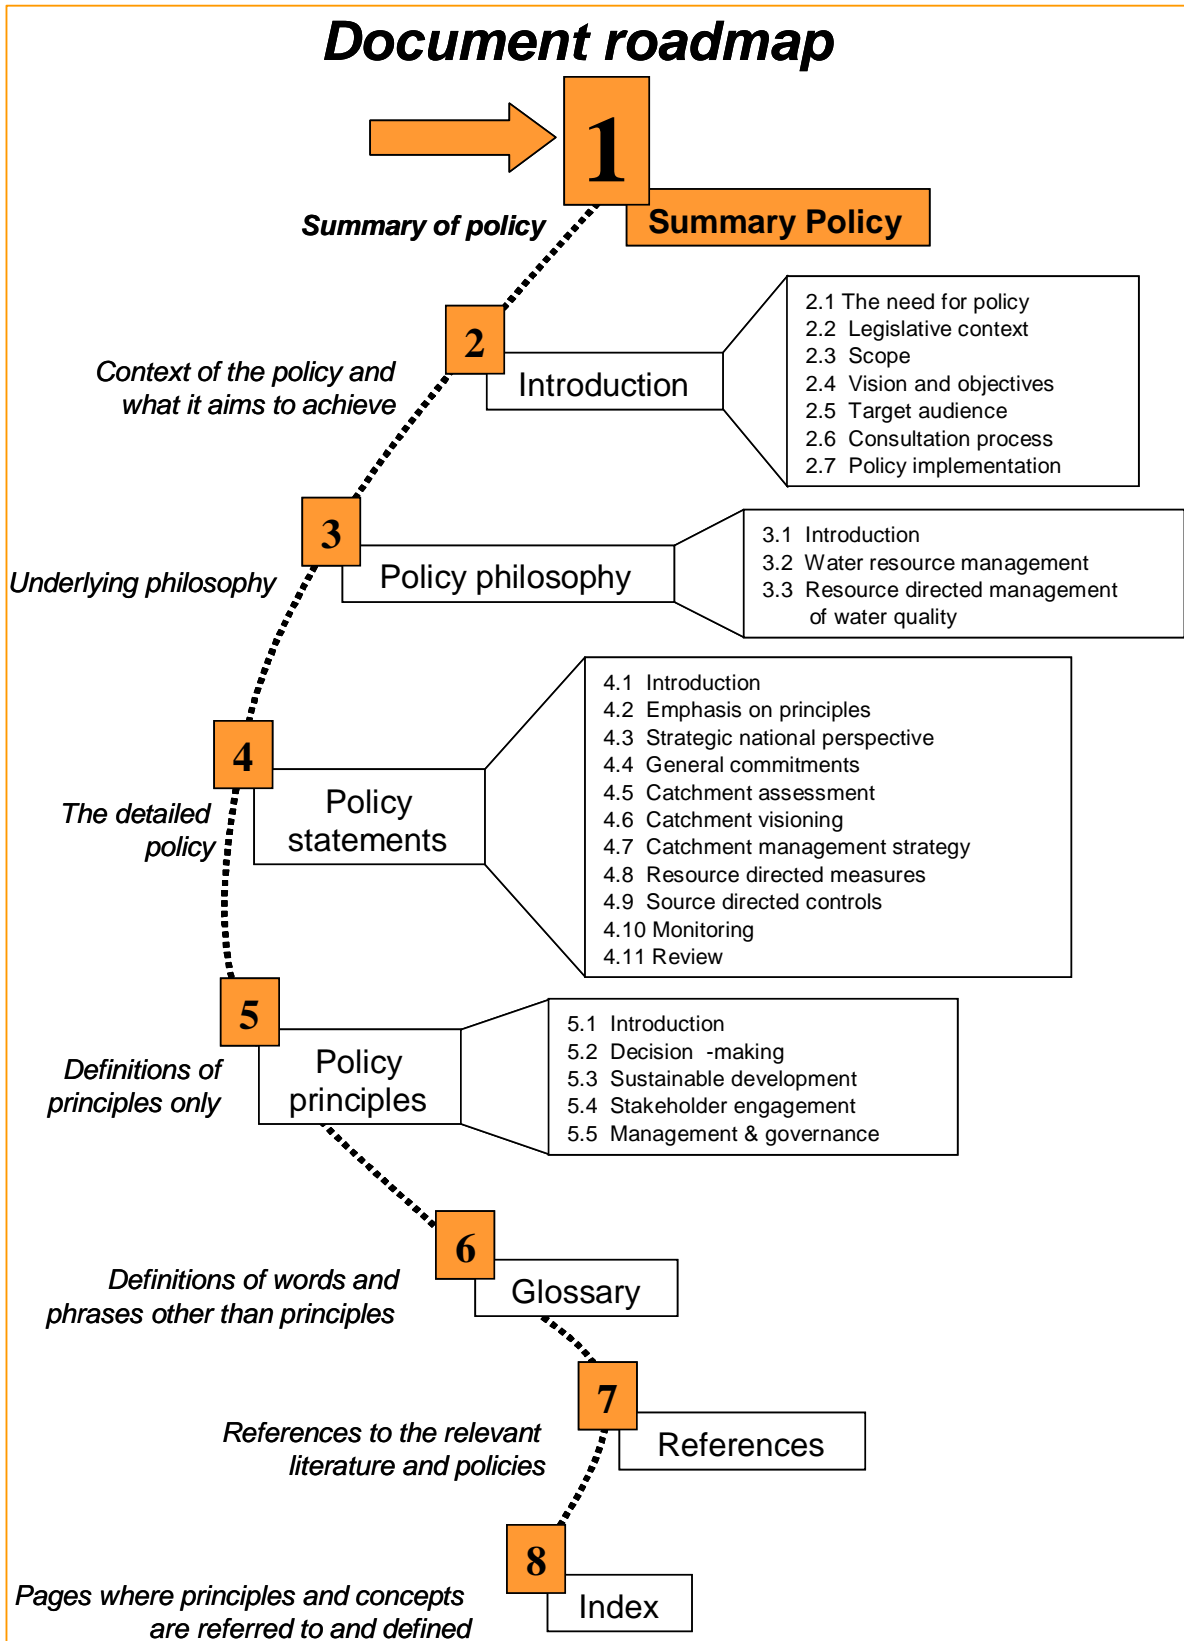 Document roadmap
1
Summary of policy
Summary Policy
2
Context of the policy and
what it aims to achieve
Introduction
2.1 The need for policy
2.2 Legislative context
2.3 Scope
2.4 Vision and objectives
2.5 Target audience
2.6 Consultation process
2.7 Policy implementation
3
Underlying philosophy
Policy philosophy
3.1 Introduction
3.2 Water resource management
3.3 Resource directed management
of water quality
4
The detailed
policy
Policy
statements
4.1 Introduction
4.2 Emphasis on principles
4.3 Strategic national perspective
4.4 General commitments
4.5 Catchment assessment
4.6 Catchment visioning
4.7 Catchment management strategy
4.8 Resource directed measures
4.9 Source directed controls
4.10 Monitoring
4.11 Review
5
Definitions of
principles only
Policy
principles
5.1 Introduction
5.2 Decision -making
5.3 Sustainable development
5.4 Stakeholder engagement
5.5 Management & governance
6
Definitions of words and
phrases other than principles
Glossary
7
References to the relevant
literature and policies
References
8
Pages where principles and concepts
are referred to and defined
Index